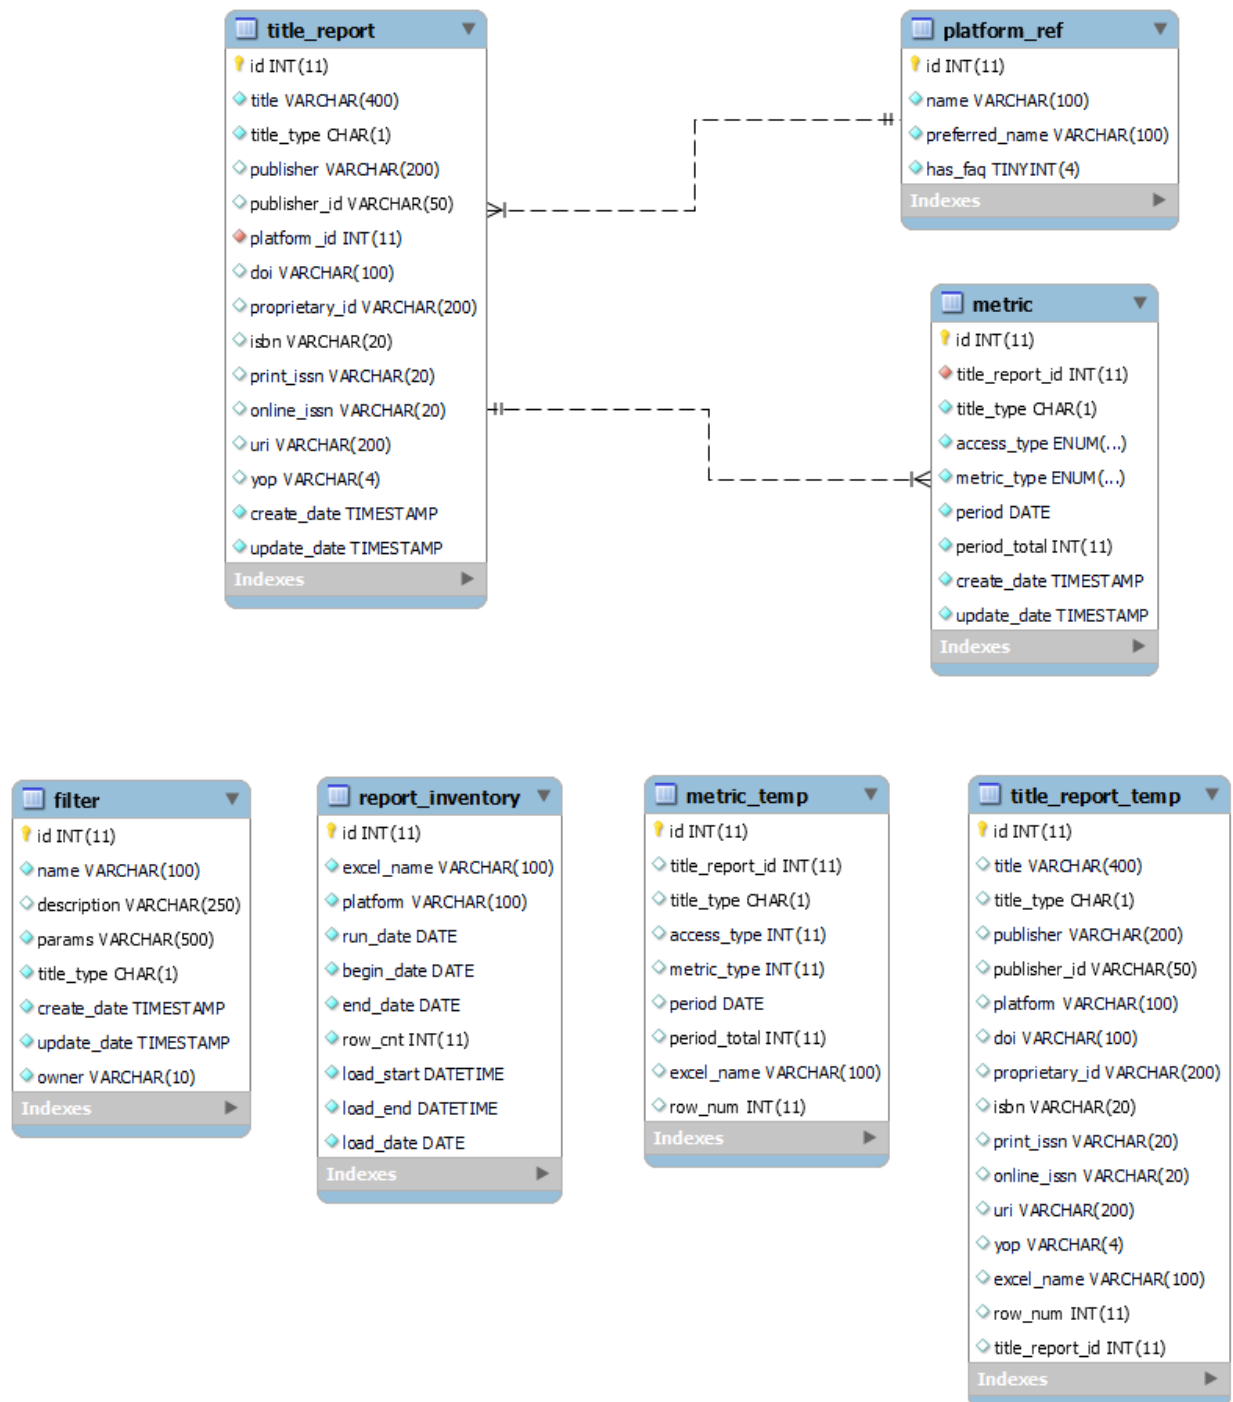 title_report
id INT(11)
title VARCHAR(400)
title_type CHAR(1)
publisher VARCHAR(200)
publisher_id VARCHAR(50)
platform_id INT(11)
doi VARCHAR(100)
proprietary_id VARCHAR(200)
isbn VARCHAR(20)
print_issn VARCHAR(20)
online_issn VARCHAR(20)
uri VARCHAR(200)
yop VARCHAR(4)
create_date TIMESTAMP
update_date TIMESTAMP
Indexes
platform_ref
id INT(11)
name VARCHAR(100)
preferred_name VARCHAR(100)
has_faq TINYINT(4)
Indexes
metric
id INT(11)
title_report_id INT(11)
title_type CHAR(1)
access_type ENUM(...)
metric_type ENUM(...)
period DATE
period_total INT(11)
create_date TIMESTAMP
update_date TIMESTAMP
Indexes
filter
id INT(11)
name VARCHAR(100)
description VARCHAR(250)
params VARCHAR(500)
title_type CHAR(1)
create_date TIMESTAMP
update_date TIMESTAMP
owner VARCHAR(10)
Indexes
report_inventory
id INT(11)
excel_name VARCHAR(100)
platform VARCHAR(100)
run_date DATE
begin_date DATE
end_date DATE
row_cnt INT(11)
load_start DATETIME
load_end DATETIME
load_date DATE
Indexes
metric_temp
id INT(11)
title_report_id INT(11)
title_type CHAR(1)
access_type INT(11)
metric_type INT(11)
period DATE
period_total INT(11)
excel_name VARCHAR(100)
row_num INT(11)
Indexes
title_report_temp
id INT(11)
title VARCHAR(400)
title_type CHAR(1)
publisher VARCHAR(200)
publisher_id VARCHAR(50)
platform VARCHAR(100)
doi VARCHAR(100)
proprietary_id VARCHAR(200)
isbn VARCHAR(20)
print_issn VARCHAR(20)
online_issn VARCHAR(20)
uri VARCHAR(200)
yop VARCHAR(4)
excel_name VARCHAR(100)
row_num INT(11)
title_report_id INT(11)
Indexes